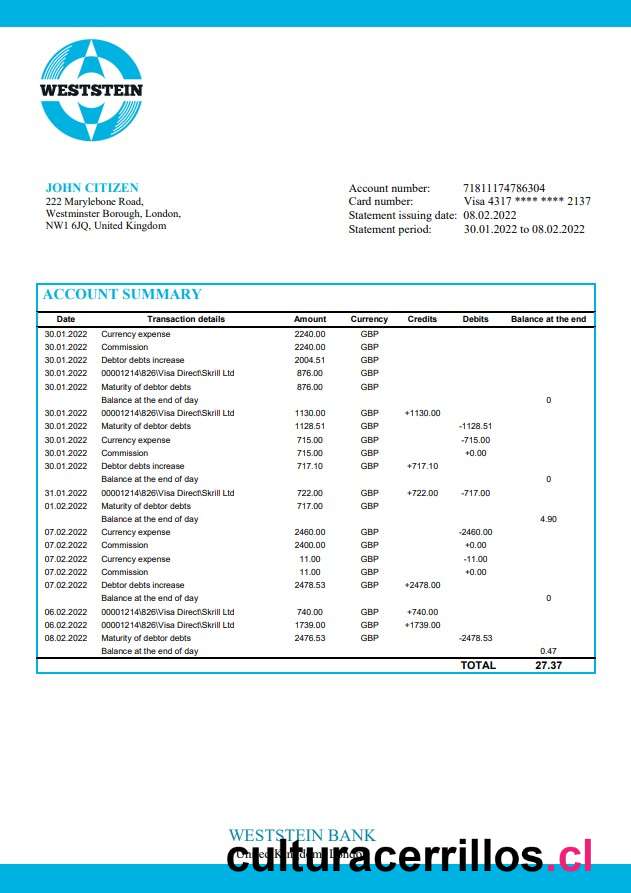 WESTSTEIN
JOHN CITIZEN
222 Marylebone Road,
Westminster Borough, London,
NW1 6JQ, United Kingdom
Account number: 71811174786304
Card number: Visa 4317 **** **** 2137
Statement issuing date: 08.02.2022
Statement period: 30.01.2022 to 08.02.2022
ACCOUNT SUMMARY
Date Transaction details Amount Currency Credits Debits Balance at the end
30.01.2022 Currency expense 2240.00 GBP
30.01.2022 Commission 2240.00 GBP
30.01.2022 Debtor debts increase 2004.51 GBP
30.01.2022 00001214\826\Visa Direct\Skrill Ltd 876.00 GBP
30.01.2022 Maturity of debtor debts 876.00 GBP
Balance at the end of day 0
30.01.2022 00001214\826\Visa Direct\Skrill Ltd 1130.00 GBP +1130.00
30.01.2022 Maturity of debtor debts 1128.51 GBP -1128.51
30.01.2022 Currency expense 715.00 GBP -715.00
30.01.2022 Commission 715.00 GBP +0.00
30.01.2022 Debtor debts increase 717.10 GBP +717.10
Balance at the end of day 0
31.01.2022 00001214\826\Visa Direct\Skrill Ltd 722.00 GBP +722.00 -717.00
01.02.2022 Maturity of debtor debts 717.00 GBP
Balance at the end of day 4.90
07.02.2022 Currency expense 2460.00 GBP -2460.00
07.02.2022 Commission 2400.00 GBP +0.00
07.02.2022 Currency expense 11.00 GBP -11.00
07.02.2022 Commission 11.00 GBP +0.00
07.02.2022 Debtor debts increase 2478.53 GBP +2478.00
Balance at the end of day 0
06.02.2022 00001214\826\Visa Direct\Skrill Ltd 740.00 GBP +740.00
06.02.2022 00001214\826\Visa Direct\Skrill Ltd 1739.00 GBP +1739.00
08.02.2022 Maturity of debtor debts 2476.53 GBP -2478.53
Balance at the end of day 0.47
TOTAL 27.37
WESTSTEIN BANK
culturacerrillos.cl